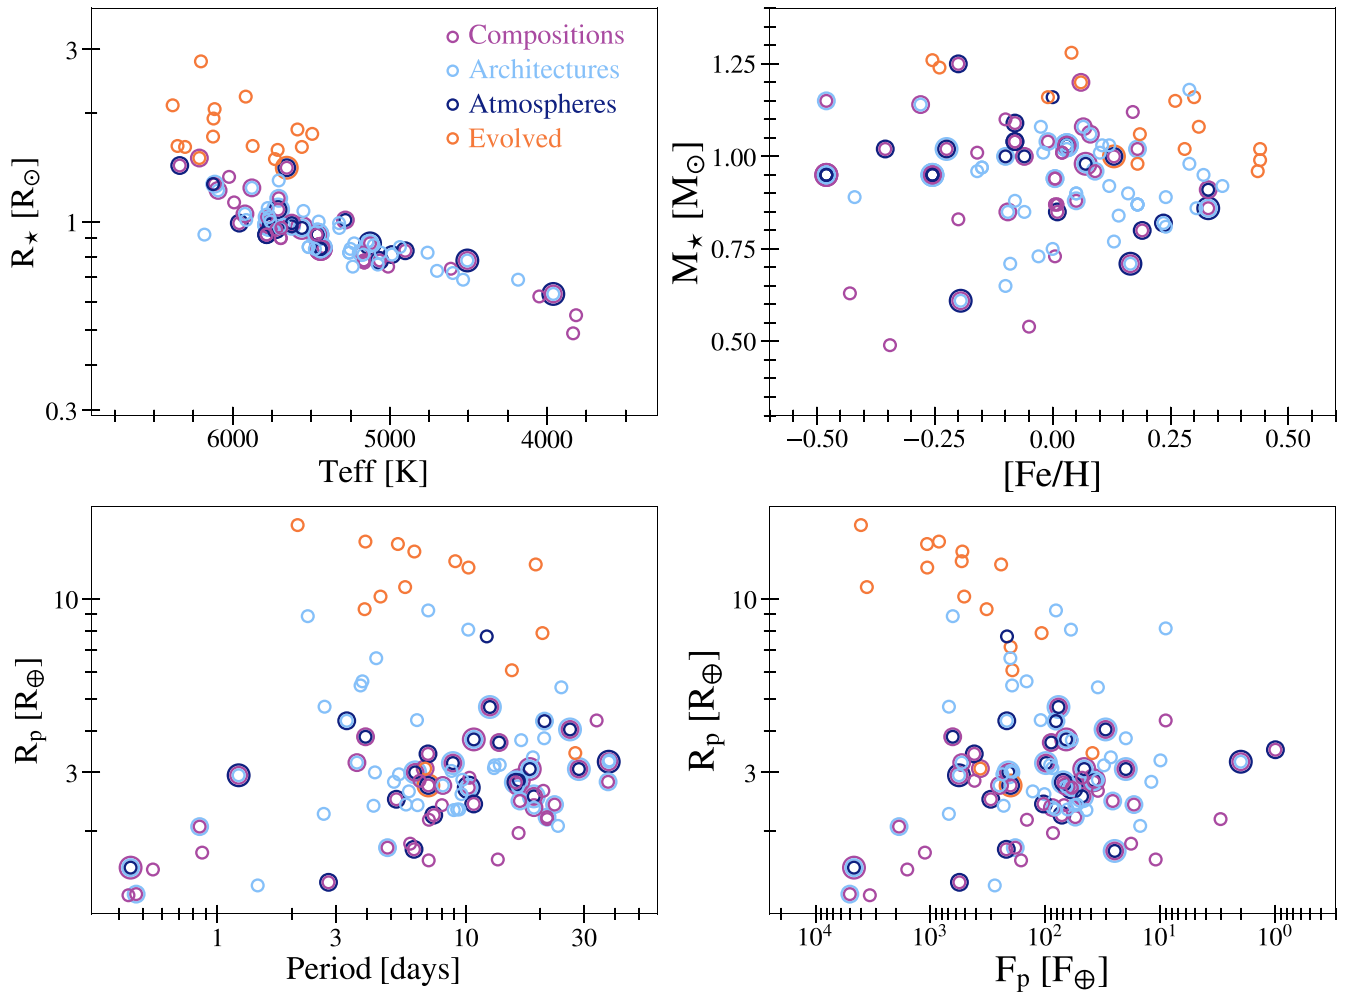 3
1
0.3
R⋆ [R⊙]
6000 5000 4000
Teff [K]
Compositions
Architectures
Atmospheres
Evolved
1.25
1.00
0.75
0.50
M⋆ [M⊙]
−0.50 −0.25 0.00 0.25 0.50
[Fe/H]
10
3
Rp [R⊕]
1 3 10 30
Period [days]
10
3
Rp [R⊕]
10⁴ 10³ 10² 10¹ 10⁰
Fp [F⊕]